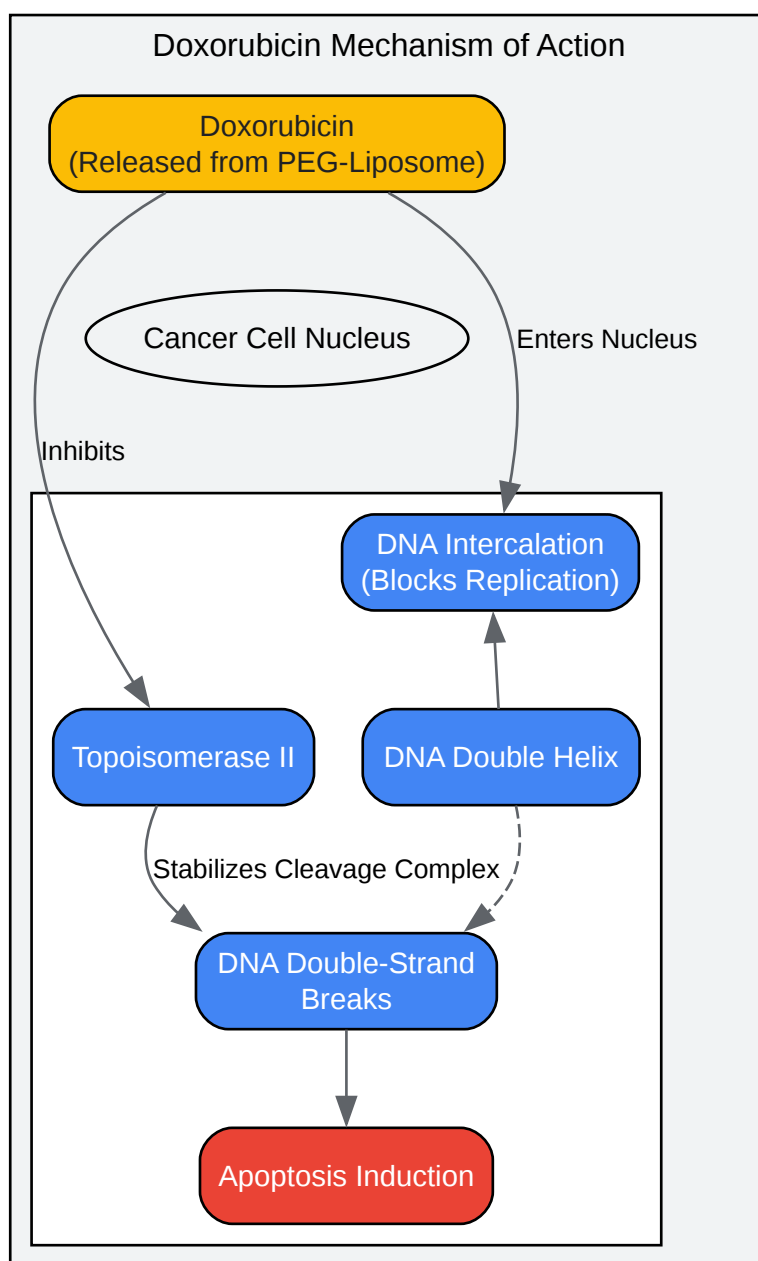 Doxorubicin Mechanism of Action
Doxorubicin
(Released from PEG-Liposome)
Cancer Cell Nucleus
Enters Nucleus
Inhibits
DNA Intercalation
(Blocks Replication)
Topoisomerase II
DNA Double Helix
Stabilizes Cleavage Complex
DNA Double-Strand
Breaks
Apoptosis Induction